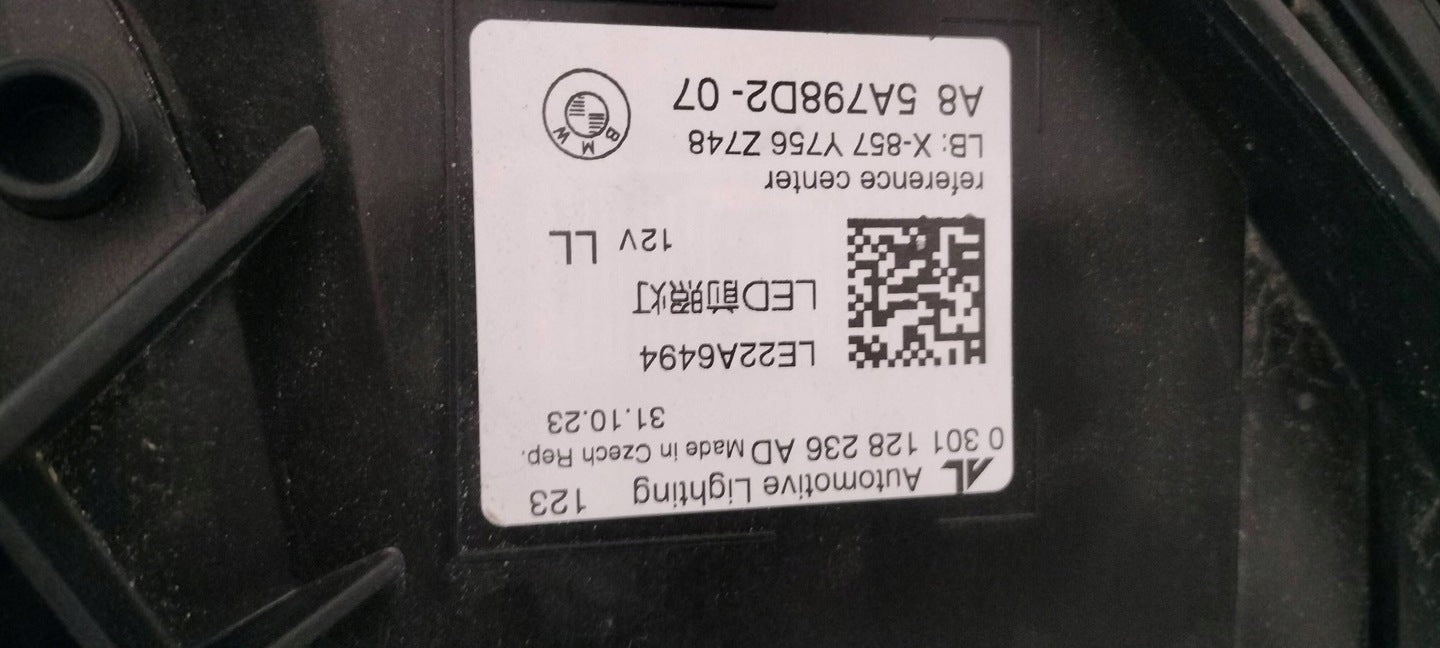 AL Automotive Lighting 123
0 301 128 236 AD Made in Czech Rep.
31.10.23
LE22A6494
LED前照灯
12V LL
reference center
LB: X-857 Y756 Z748
A8 5A798D2-07
BMW